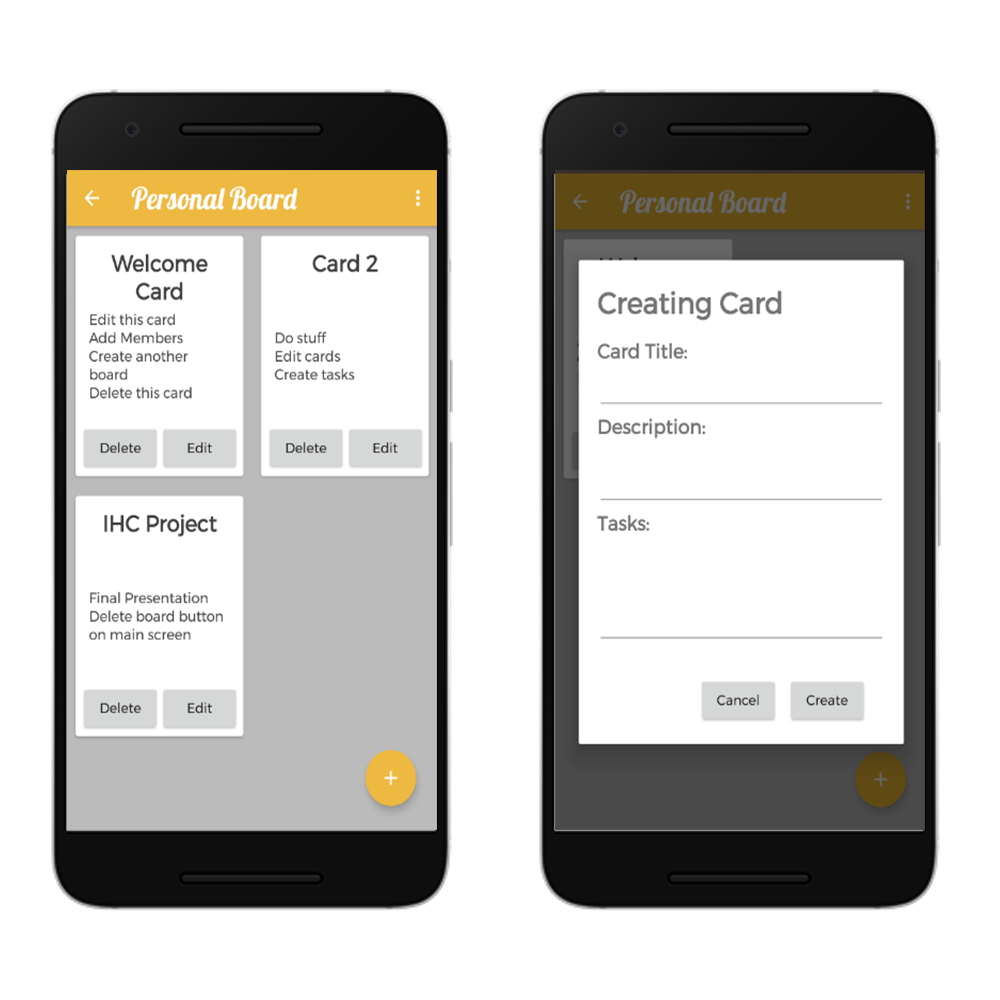 Personal Board
Welcome
Card
Edit this card
Add Members
Create another
board
Delete this card
Delete
Edit
Card 2
Do stuff
Edit cards
Create tasks
Delete
Edit
IHC Project
Final Presentation
Delete board button
on main screen
Delete
Edit
+
Personal Board
Creating Card
Card Title:
Description:
Tasks:
Cancel
Create
+